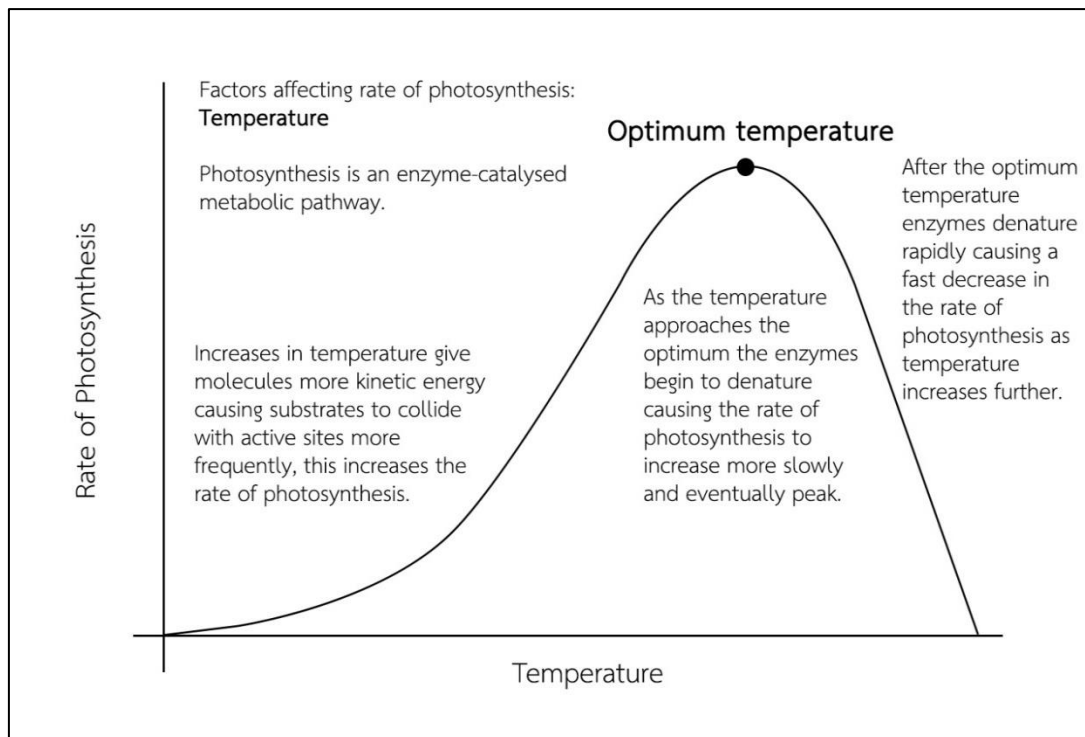 Factors affecting rate of photosynthesis:
Temperature
Photosynthesis is an enzyme-catalysed
metabolic pathway.
Optimum temperature
After the optimum
temperature
enzymes denature
rapidly causing a
fast decrease in
the rate of
photosynthesis as
temperature
increases further.
As the temperature
approaches the
optimum the enzymes
begin to denature
causing the rate of
photosynthesis to
increase more slowly
and eventually peak.
Increases in temperature give
molecules more kinetic energy
causing substrates to collide
with active sites more
frequently, this increases the
rate of photosynthesis.
Rate of Photosynthesis
Temperature